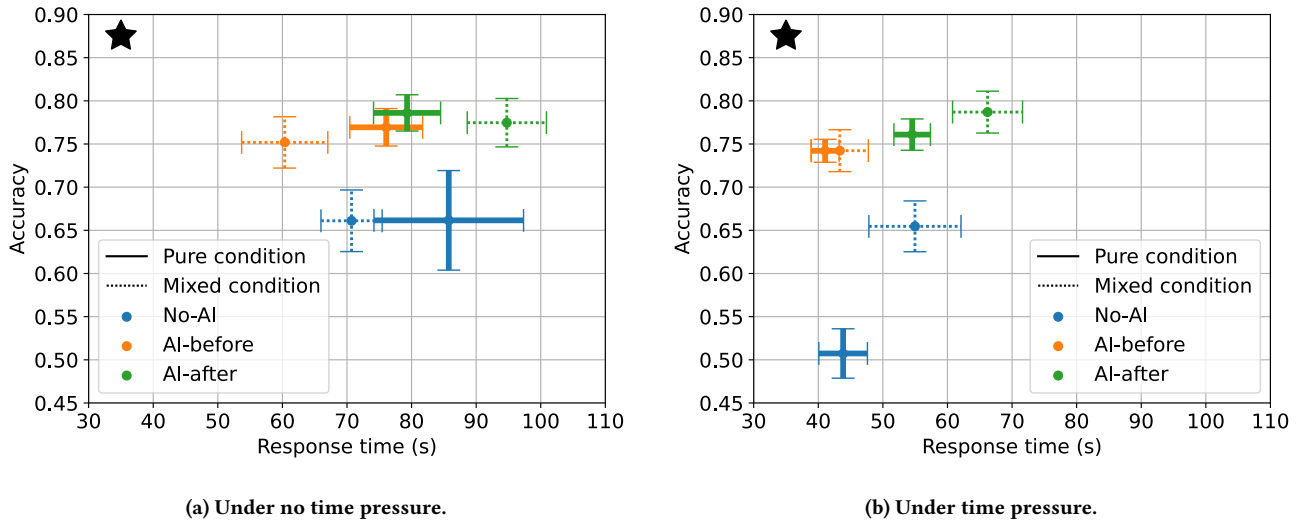 0.90
0.85
0.80
0.75
0.70
0.65
0.60
0.55
0.50
0.45
Accuracy
Pure condition
Mixed condition
No-AI
AI-before
AI-after
30 40 50 60 70 80 90 100 110
Response time (s)
(a) Under no time pressure.
0.90
0.85
0.80
0.75
0.70
0.65
0.60
0.55
0.50
0.45
Accuracy
Pure condition
Mixed condition
No-AI
AI-before
AI-after
30 40 50 60 70 80 90 100 110
Response time (s)
(b) Under time pressure.